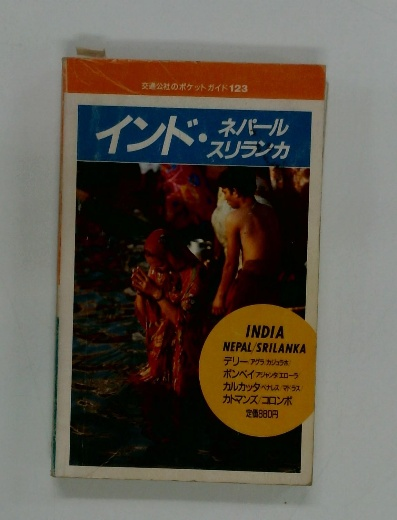 交通公社のポケットガイド123
インド・ネパール
スリランカ
INDIA
NEPAL/SRILANKA
デリー/アグラ/カジュラホ/
ボンベイ/アジャンタ/エローラ/
カルカッタ/ベナレス/マドラス/
カトマンズ/コロンボ
定価880円